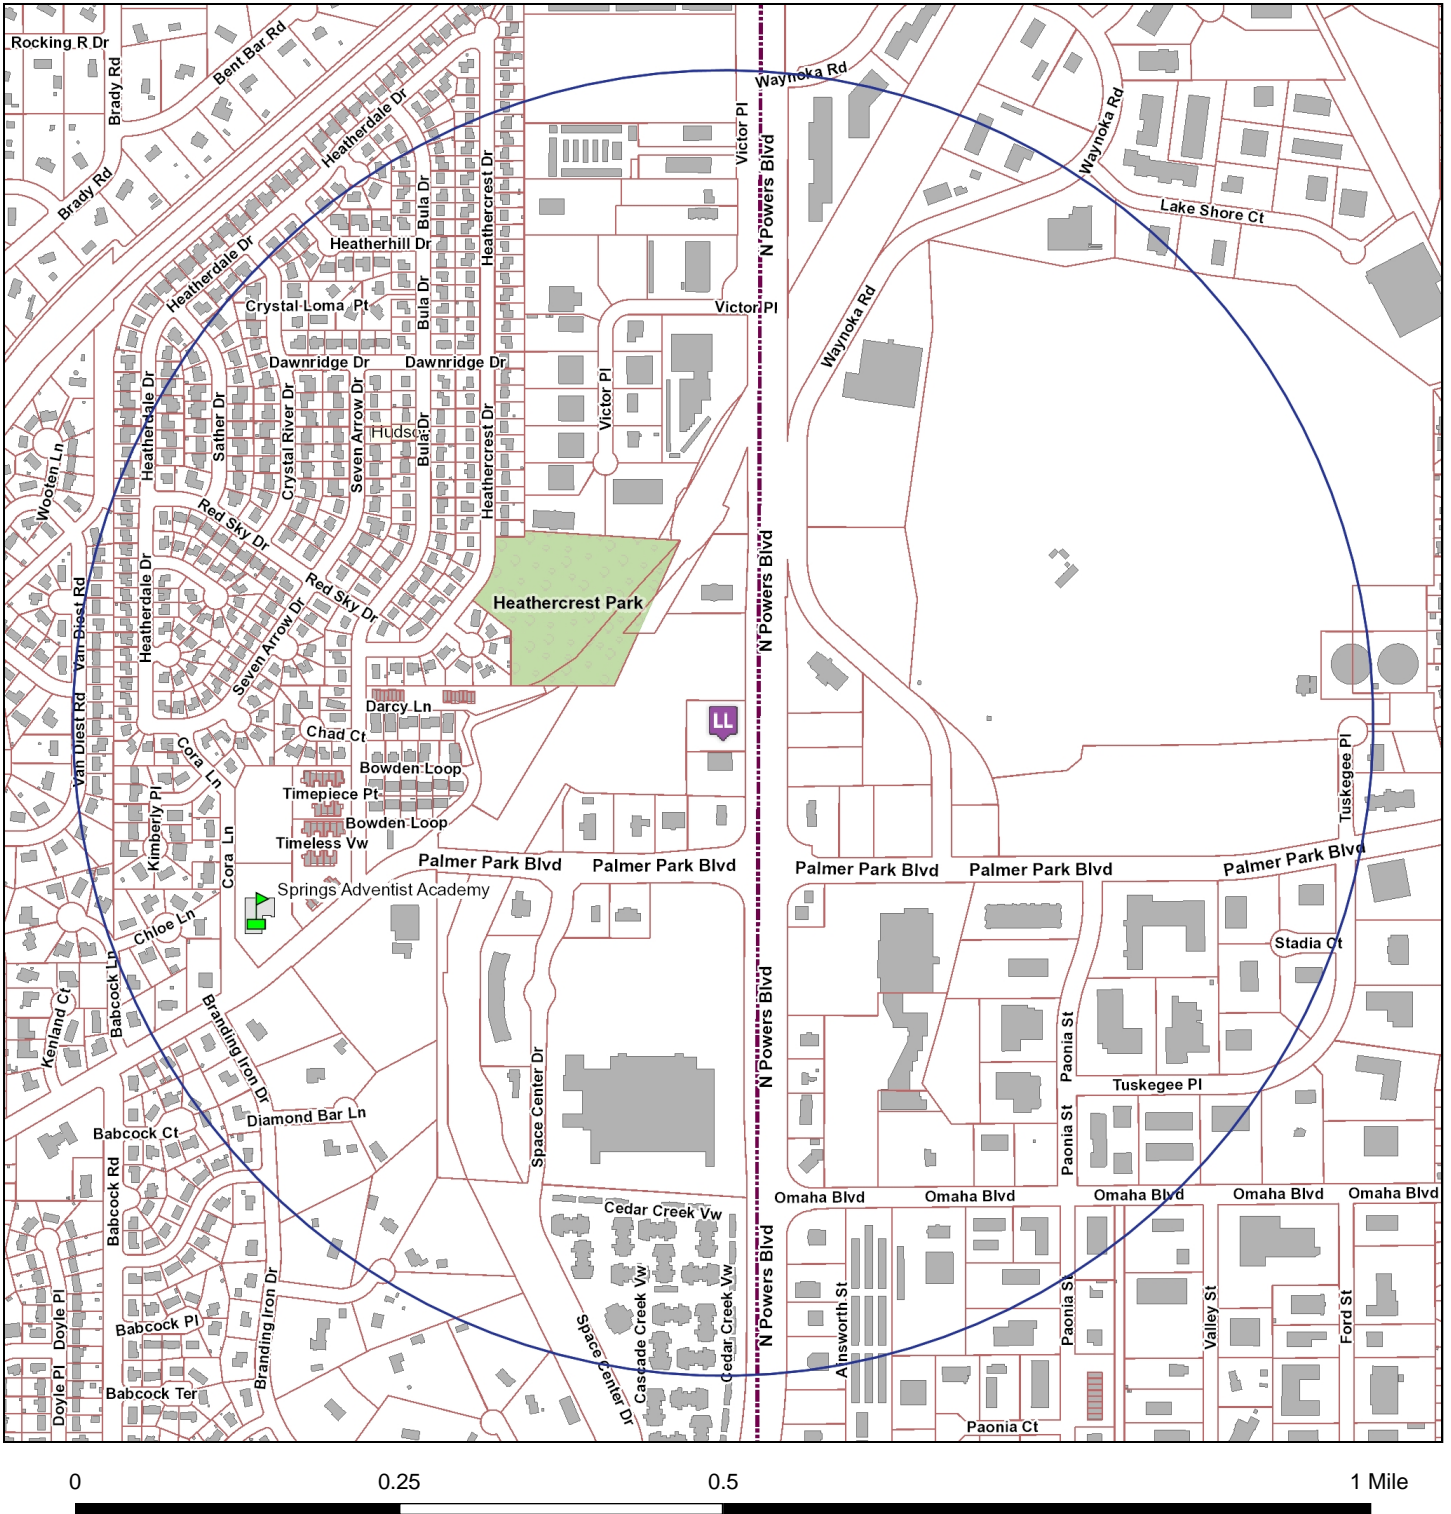 Rocking R Dr
Bent Bar Rd
Brady Rd
Waynoka Rd
Heatherdale Dr
Victor Pl
Waynoka Rd
N Powers Blvd
Brady Rd
Bula Dr
Heathercrest Dr
Lake Shore Ct
Heatherhill Dr
Heatherdale Dr
Crystal Loma Pt
Bula Dr
Victor Pl
Waynoka Rd
Dawnridge Dr
Dawnridge Dr
Heatherdale Dr
Sather Dr
Crystal River Dr
Seven Arrow Dr
Hudso
Bula Dr
Heathercrest Dr
Victor Pl
Wooten Ln
Red Sky Dr
N Powers Blvd
Red Sky Dr
Heathercrest Park
Van Diest Rd
Heatherdale Dr
Seven Arrow Dr
Darcy Ln
LL
Chad Ct
Van Diest Rd
Cora Ln
Bowden Loop
Tuskegee Pl
Timepiece Pt
Kimberly Pl
Bowden Loop
Timeless Vw
Cora Ln
Palmer Park Blvd
Palmer Park Blvd
Palmer Park Blvd
Palmer Park Blvd
Palmer Park Blvd
Springs Adventist Academy
Chloe Ln
Stadia Ct
Babcock Ln
Kenland Ct
Branding Iron Dr
N Powers Blvd
Paonia St
Space Center Dr
Tuskegee Pl
Diamond Bar Ln
Babcock Ct
Paonia St
Babcock Rd
Omaha Blvd
Omaha Blvd
Omaha Blvd
Omaha Blvd
Omaha Blvd
Cedar Creek Vw
N Powers Blvd
Doyle Pl
Babcock Pl
Branding Iron Dr
Space Center Dr
Cascade Creek Vw
Cedar Creek Vw
Ainsworth St
Paonia St
Valley St
Ford St
Doyle Pl
Babcock Ter
Paonia Ct
0 0.25 0.5 1 Mile